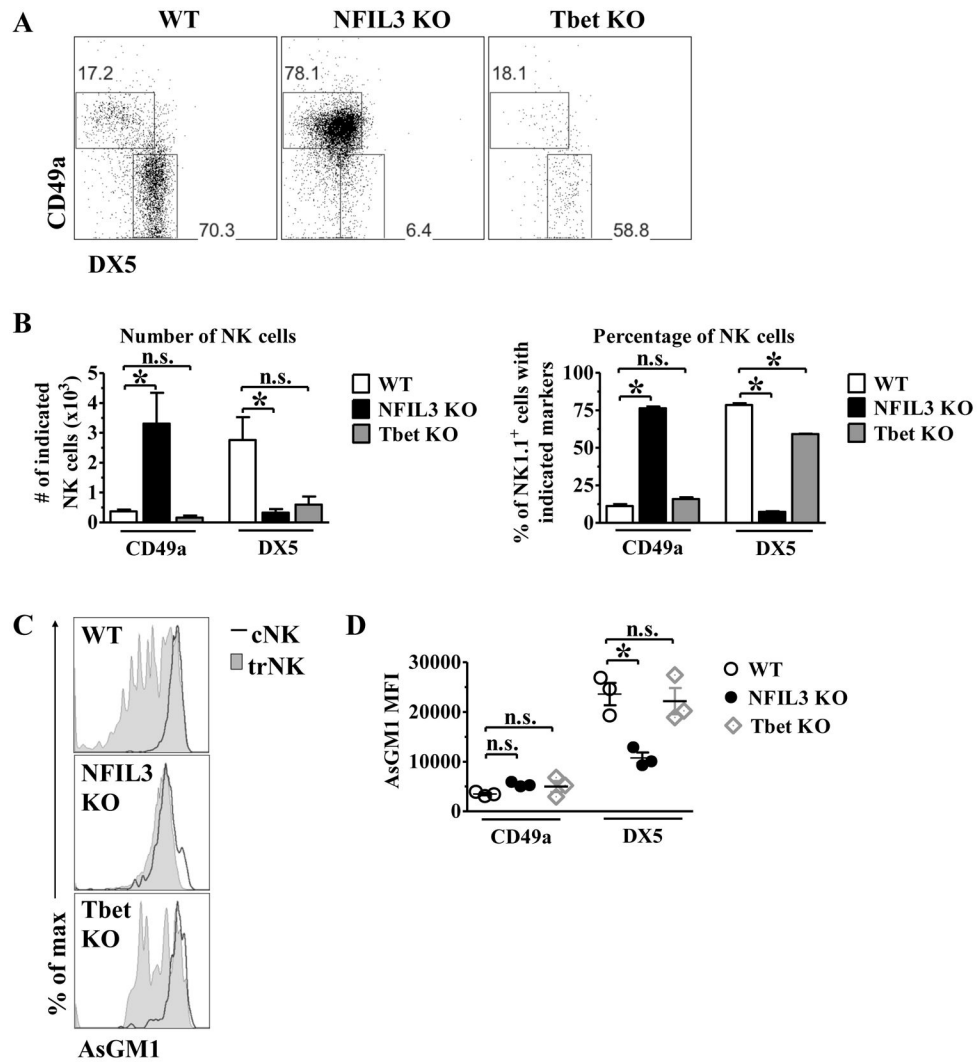 A
WT
NFIL3 KO
Tbet KO
17.2
78.1
18.1
70.3
6.4
58.8
CD49a
DX5
B
Number of NK cells
n.s.
*
n.s.
*
# of indicated
NK cells (x10³)
5
4
3
2
1
0
CD49a
DX5
WT
NFIL3 KO
Tbet KO
Percentage of NK cells
n.s.
*
*
*
% of NK1.1⁺ cells with
indicated markers
100
75
50
25
0
CD49a
DX5
WT
NFIL3 KO
Tbet KO
C
WT
NFIL3
KO
Tbet
KO
cNK
trNK
% of max
AsGM1
D
n.s.
*
n.s.
n.s.
AsGM1 MFI
30000
20000
10000
0
CD49a
DX5
WT
NFIL3 KO
Tbet KO